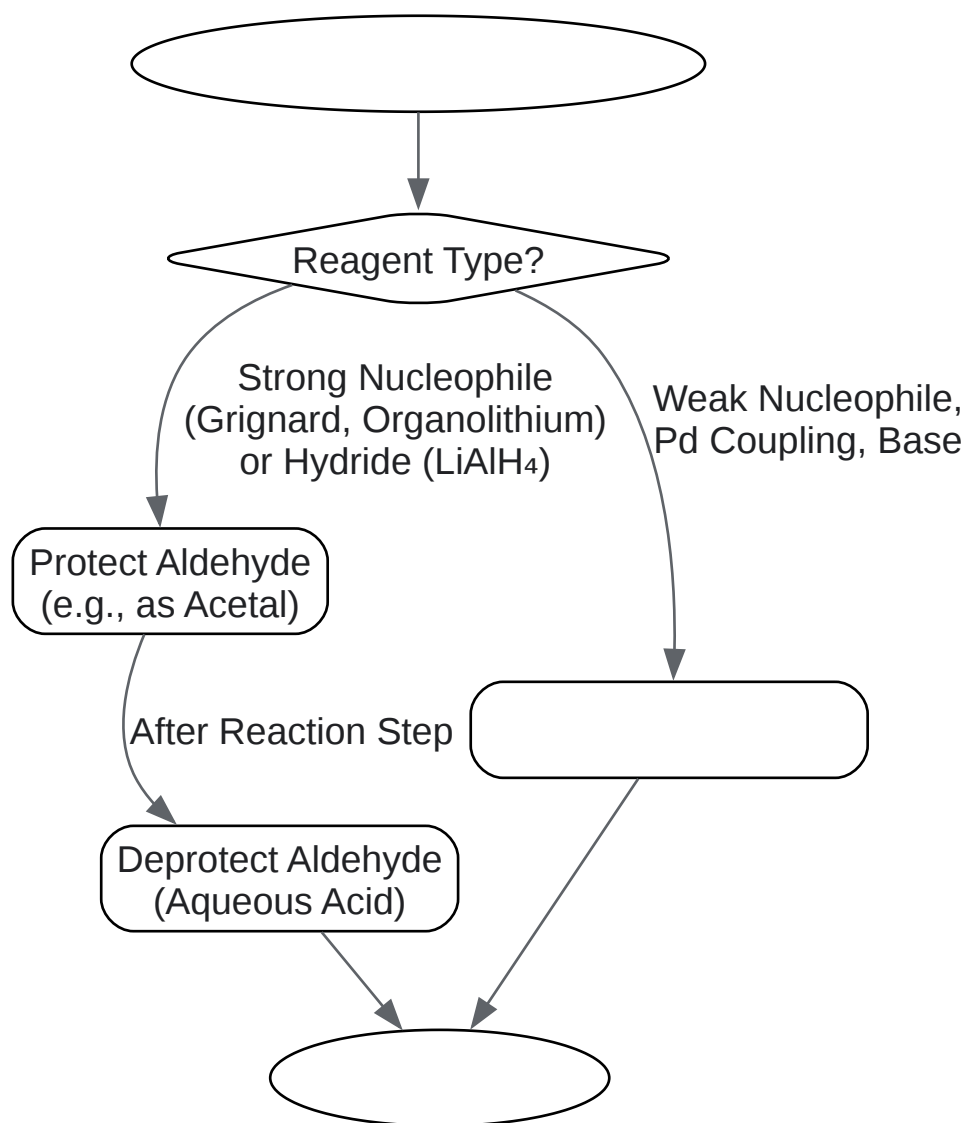 Reagent Type?
Strong Nucleophile
(Grignard, Organolithium)
or Hydride (LiAlH₄)
Weak Nucleophile,
Pd Coupling, Base
Protect Aldehyde
(e.g., as Acetal)
After Reaction Step
Deprotect Aldehyde
(Aqueous Acid)